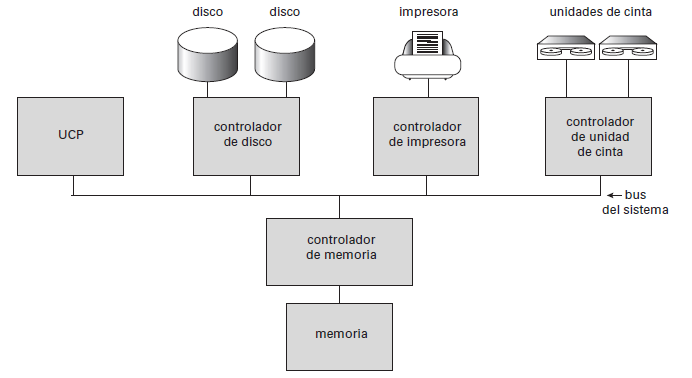 disco
disco
impresora
unidades de cinta
UCP
controlador
de disco
controlador
de impresora
controlador
de unidad
de cinta
bus
del sistema
controlador
de memoria
memoria